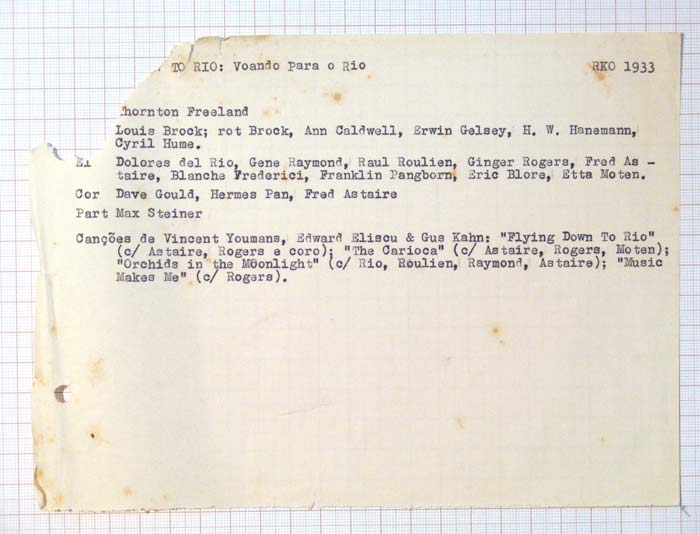 TO RIO: Voando Para o Rio RKO 1933
Thornton Freeland
Louis Brock; rot Brock, Ann Caldwell, Erwin Gelsey, H. W. Hanemann,
Cyril Hume.
El Dolores del Rio, Gene Raymond, Raul Roulien, Ginger Rogers, Fred As -
taire, Blanche Frederici, Franklin Pangborn, Eric Blore, Etta Moten.
Cor Dave Gould, Hermes Pan, Fred Astaire
Part Max Steiner
Canções de Vincent Youmans, Edward Eliscu & Gus Kahn: "Flying Down To Rio"
(c/ Astaire, Rogers e coro); "The Carioca" (c/ Astaire, Rogers, Moten);
"Orchids in the Moonlight" (c/ Rio, Roulien, Raymond, Astaire); "Music
Makes Me" (c/ Rogers).